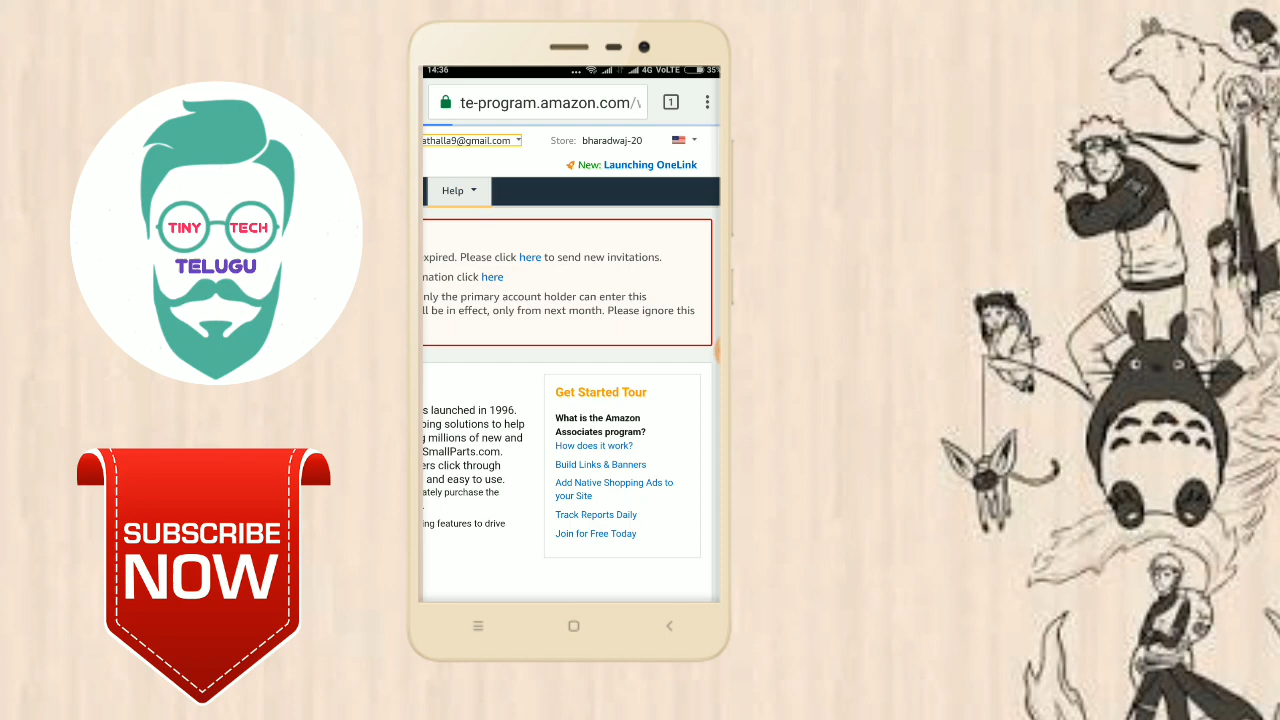 TINY TECH
TELUGU
SUBSCRIBE
NOW
14:36
4G VoLTE
35
te-program.amazon.com/
1
athalla9@gmail.com
Store: bharadwaj-20
New: Launching OneLink
Help
xpired. Please click here to send new invitations.
nation click here
nly the primary account holder can enter this
ll be in effect, only from next month. Please ignore this
s launched in 1996.
ping solutions to help
g millions of new and
SmallParts.com.
ers click through
and easy to use.
ately purchase the
.
ing features to drive
Get Started Tour
What is the Amazon
Associates program?
How does it work?
Build Links & Banners
Add Native Shopping Ads to
your Site
Track Reports Daily
Join for Free Today